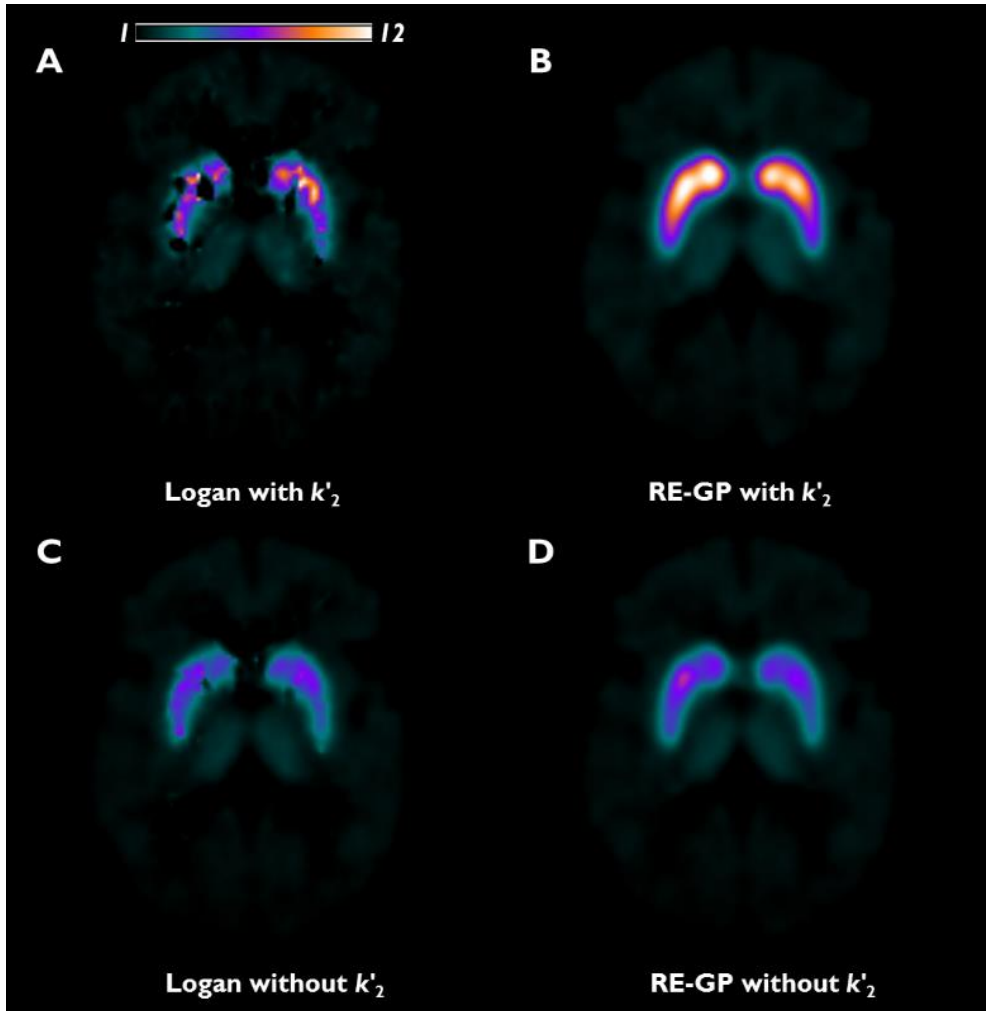 1 12
A
B
Logan with k'₂
RE-GP with k'₂
C
D
Logan without k'₂
RE-GP without k'₂